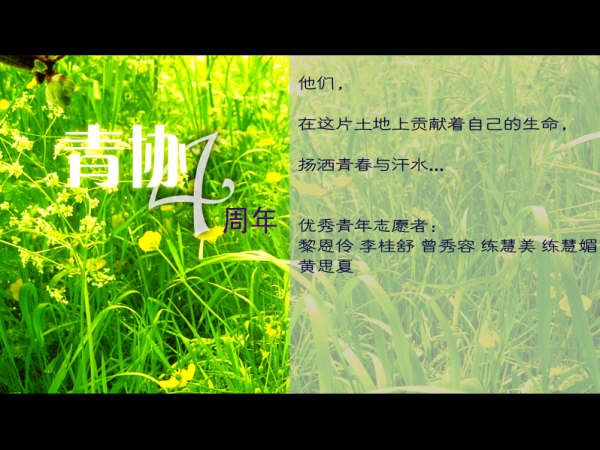 青协4
周年
他们，
在这片土地上贡献着自己的生命，
扬洒青春与汗水...
优秀青年志愿者：
黎恩伶 李桂舒 曾秀容 练慧美 练慧媚
黄思夏